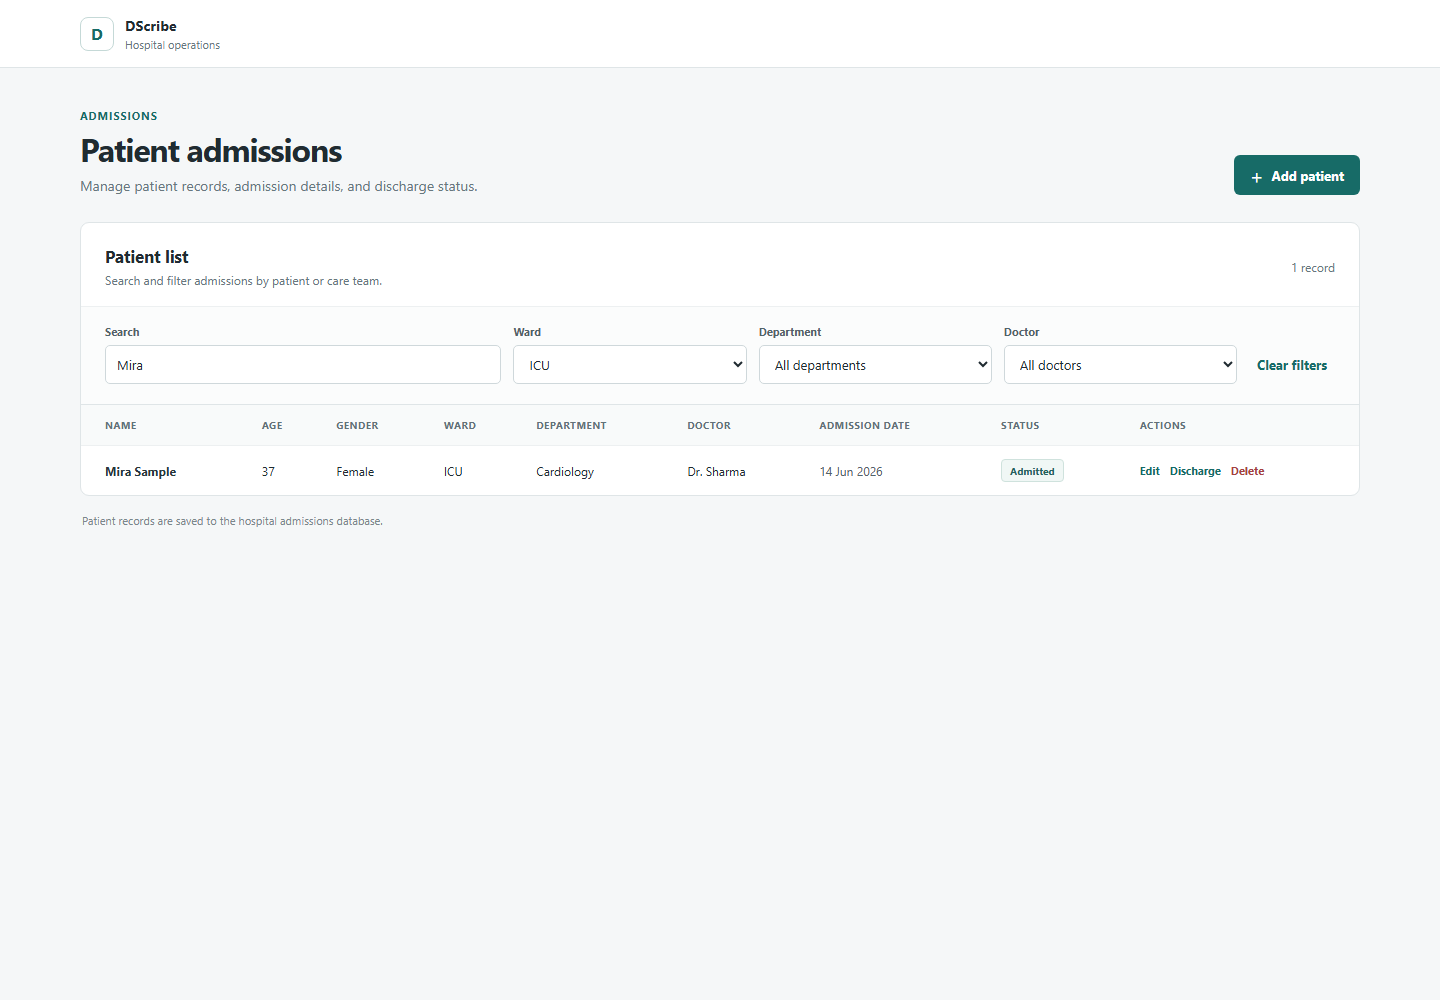 D
DScribe
Hospital operations
ADMISSIONS
Patient admissions
Manage patient records, admission details, and discharge status.
+ Add patient
Patient list
Search and filter admissions by patient or care team.
1 record
Search Ward Department Doctor
Mira ICU All departments All doctors Clear filters
NAME AGE GENDER WARD DEPARTMENT DOCTOR ADMISSION DATE STATUS ACTIONS
Mira Sample 37 Female ICU Cardiology Dr. Sharma 14 Jun 2026 Admitted Edit Discharge Delete
Patient records are saved to the hospital admissions database.